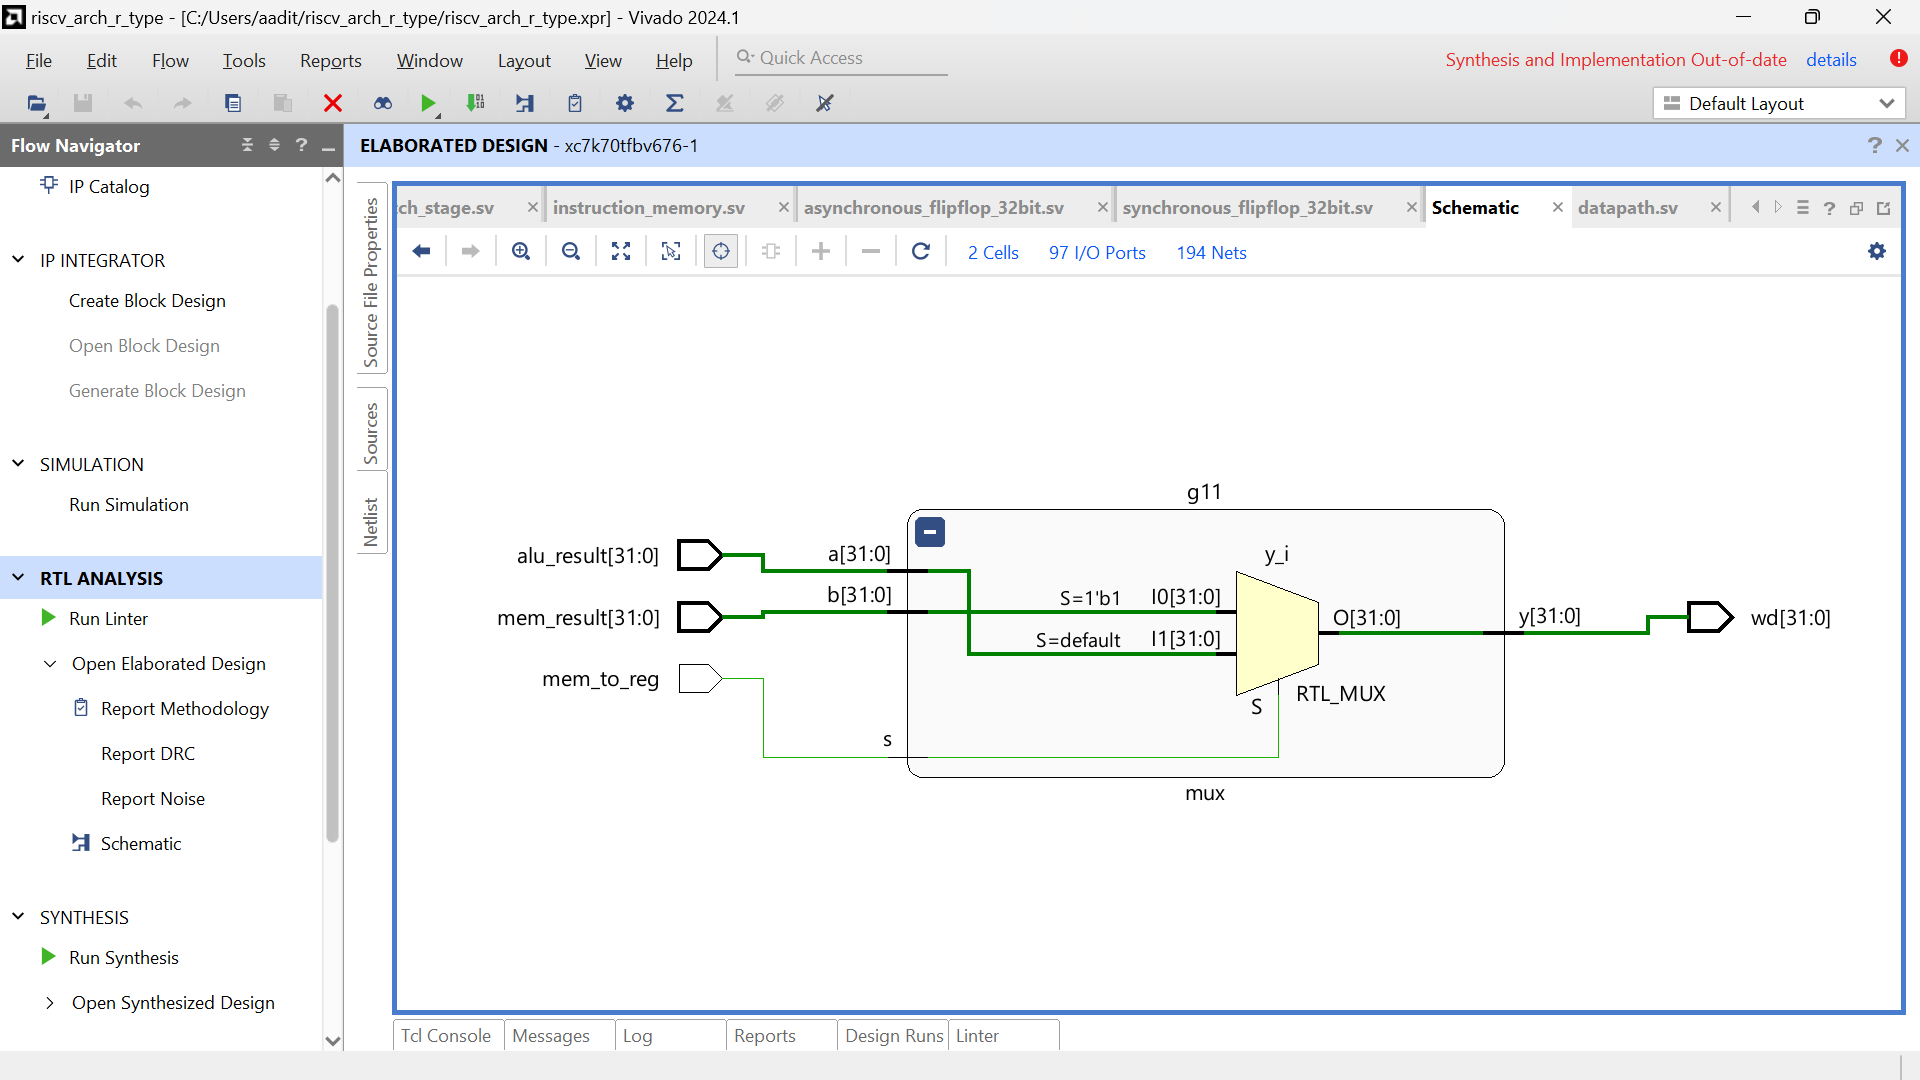 riscv_arch_r_type - [C:/Users/aadit/riscv_arch_r_type/riscv_arch_r_type.xpr] - Vivado 2024.1
File Edit Flow Tools Reports Window Layout View Help Quick Access
Synthesis and Implementation Out-of-date details
Default Layout
Flow Navigator
ELABORATED DESIGN - xc7k70tfbv676-1
IP Catalog
IP INTEGRATOR
Create Block Design
Open Block Design
Generate Block Design
SIMULATION
Run Simulation
RTL ANALYSIS
Run Linter
Open Elaborated Design
Report Methodology
Report DRC
Report Noise
Schematic
SYNTHESIS
Run Synthesis
Open Synthesized Design
Source File Properties
Sources
Netlist
ch_stage.sv instruction_memory.sv asynchronous_flipflop_32bit.sv synchronous_flipflop_32bit.sv Schematic datapath.sv
2 Cells 97 I/O Ports 194 Nets
g11
alu_result[31:0] a[31:0] y_i
mem_result[31:0] b[31:0] S=1'b1 I0[31:0] O[31:0] y[31:0] wd[31:0]
S=default I1[31:0]
mem_to_reg S RTL_MUX
s
mux
Tcl Console Messages Log Reports Design Runs Linter